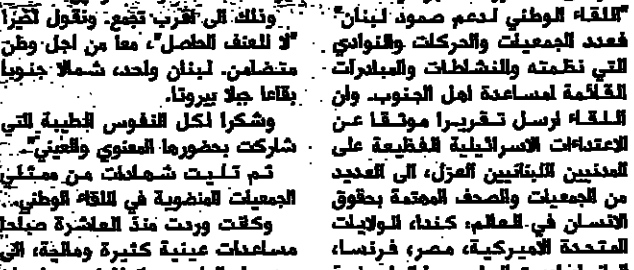 "اللقاء الوطني لدعم صمود لبنان"
فعدد الجمعيات والحركات والنوادي
التي نظمته والنشاطات والمبادرات
القائمة لمساعدة اهل الجنوب. وان
اللقاء ارسل تقريرا موثقا عن
الاعتداءات الاسرائيلية الفظيعة على
المدنيين اللبنانيين العزل، الى العديد
من الجمعيات والصحف المهتمة بحقوق
الانسان في العالم: كندا، الولايات
المتحدة الاميركية، مصر، فرنسا،
وذلك الى اقرب تجمع. ونقول اخيرا
"لا للعنف الحاصل"، معا من اجل وطن
متضامن. لبنان واحد، شمالا جنوبا
بقاعا جبلا بيروتا.
وشكرا لكل النفوس الطيبة التي
شاركت بحضورها المعنوي والعيني".
ثم تليت شهادات من ممثلي
الجمعيات المنضوية في اللقاء الوطني.
وكانت وردت منذ العاشرة صباحا
مساعدات عينية كثيرة ومالية، الى